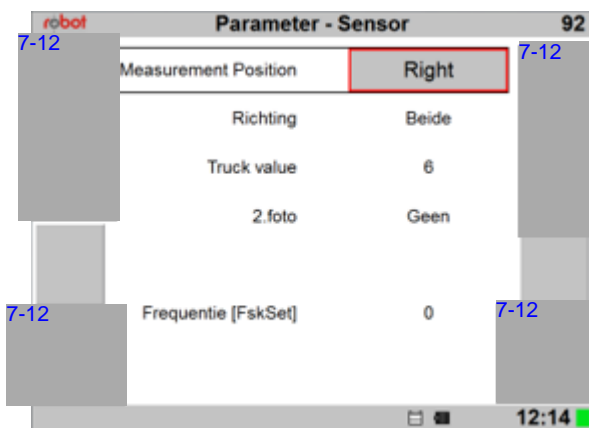 robot Parameter - Sensor 92
7-12 7-12
Measurement Position Right
Richting Beide
Truck value 6
2.foto Geen
7-12 Frequentie [FskSet] 0 7-12
12:14